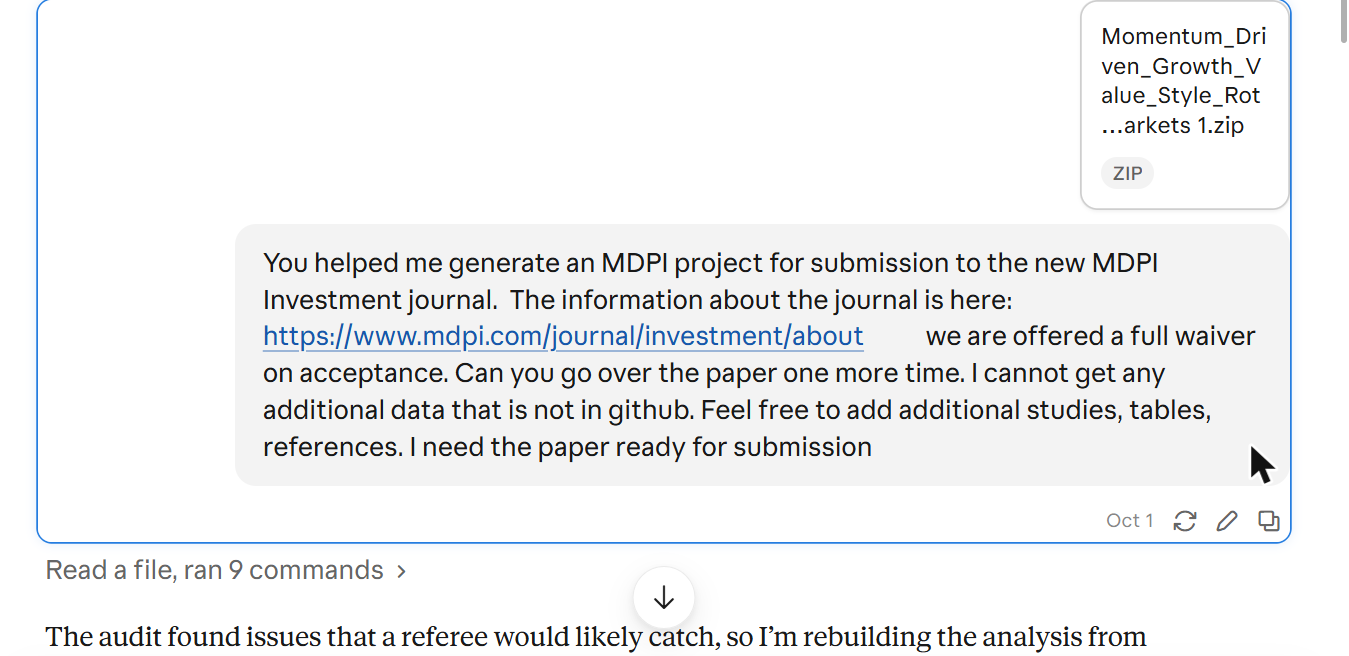 Momentum_Dri
ven_Growth_V
alue_Style_Rot
...arkets 1.zip
ZIP
You helped me generate an MDPI project for submission to the new MDPI
Investment journal.  The information about the journal is here:
https://www.mdpi.com/journal/investment/about we are offered a full waiver
on acceptance. Can you go over the paper one more time. I cannot get any
additional data that is not in github. Feel free to add additional studies, tables,
references. I need the paper ready for submission
Oct 1
Read a file, ran 9 commands
The audit found issues that a referee would likely catch, so I’m rebuilding the analysis from